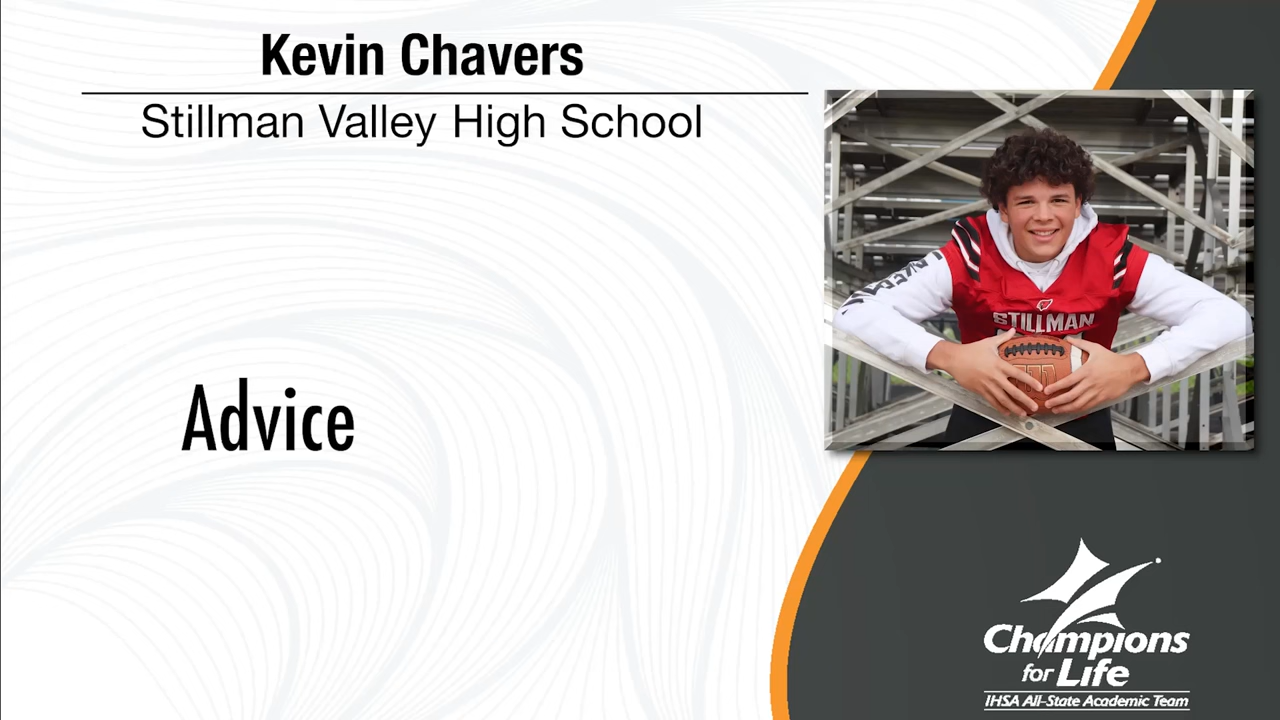 Kevin Chavers
Stillman Valley High School
STILLMAN
Advice
Champions
for Life
IHSA All-State Academic Team